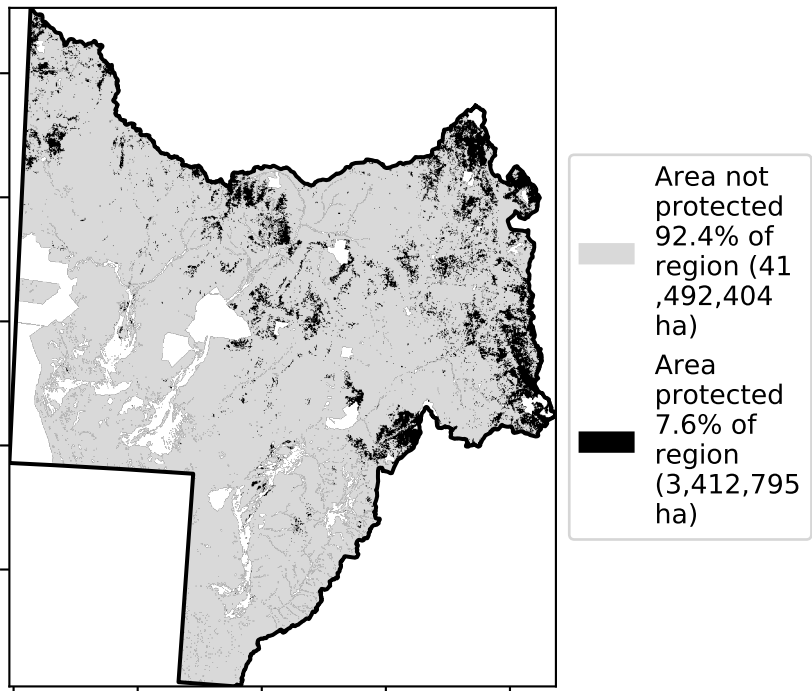 Area not
protected
92.4% of
region (41
,492,404
ha)
Area
protected
7.6% of
region
(3,412,795
ha)